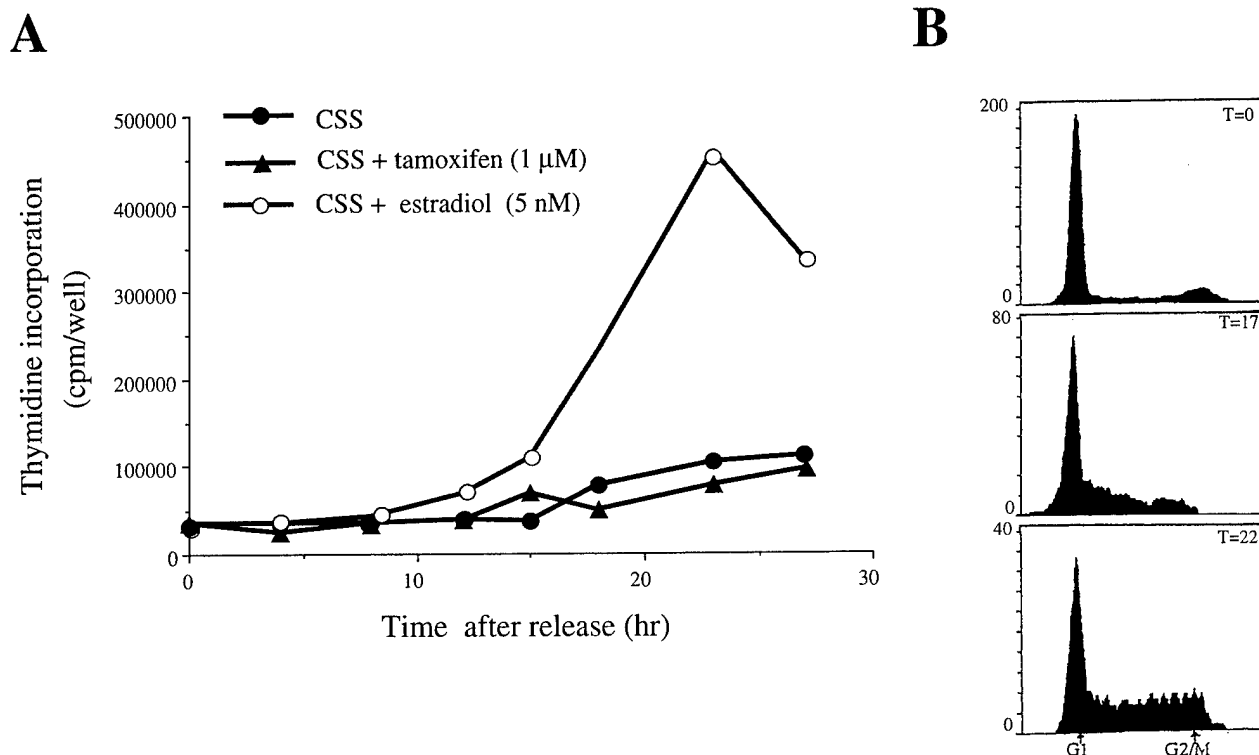 A
B
CSS
CSS + tamoxifen (1 µM)
CSS + estradiol (5 nM)
Thymidine incorporation
(cpm/well)
500000
400000
300000
200000
100000
0
0
10
20
30
Time after release (hr)
200
T=0
0
80
T=17
0
40
T=22
0
G1
G2/M